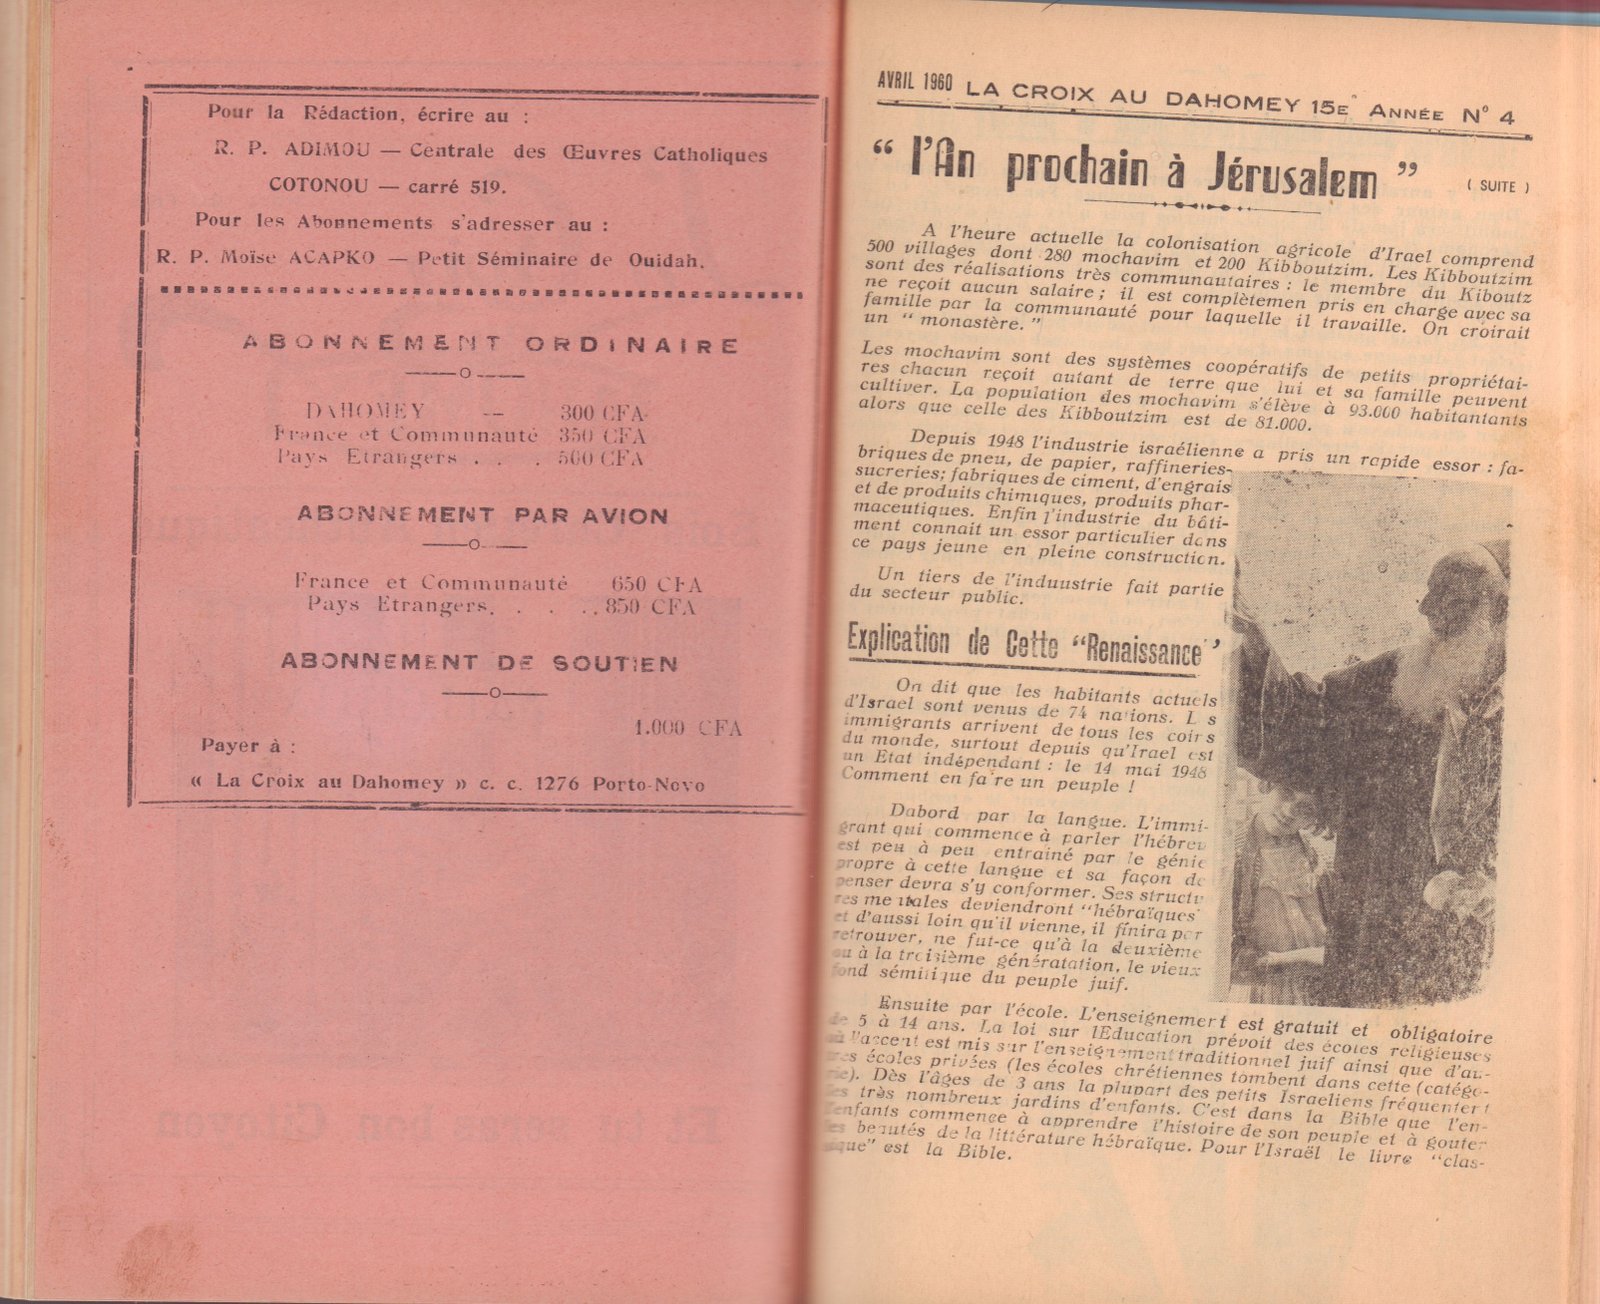 Pour la Rédaction, écrire au :
R. P. ADIMOU — Centrale des Œuvres Catholiques
COTONOU — carré 519.
Pour les Abonnements s'adresser au :
R. P. Moïse ACAPKO — Petit Séminaire de Ouidah.
ABONNEMENT ORDINAIRE
DAHOMEY — 300 CFA
France et Communauté 350 CFA
Pays Etrangers . . . 500 CFA
ABONNEMENT PAR AVION
France et Communauté 650 CFA
Pays Etrangers. . . . 850 CFA
ABONNEMENT DE SOUTIEN
1.000 CFA
Payer à :
« La Croix au Dahomey » c. c. 1276 Porto-Novo
AVRIL 1960 LA CROIX AU DAHOMEY 15E ANNÉE N° 4
“ l'An prochain à Jérusalem ” ( SUITE )
A l'heure actuelle la colonisation agricole d'Irael comprend
500 villages dont 280 mochavim et 200 Kibboutzim. Les Kibboutzim
sont des réalisations très communautaires : le membre du Kiboutz
ne reçoit aucun salaire ; il est complètemen pris en charge avec sa
famille par la communauté pour laquelle il travaille. On croirait
un “ monastère. ”
Les mochavim sont des systèmes coopératifs de petits propriétai-
res chacun reçoit autant de terre que lui et sa famille peuvent
cultiver. La population des mochavim s'élève à 93.000 habitantants
alors que celle des Kibboutzim est de 81.000.
Depuis 1948 l'industrie israélienne a pris un rapide essor : fa-
briques de pneu, de papier, raffineries-
sucreries; fabriques de ciment, d'engrais
et de produits chimiques, produits phar-
maceutiques. Enfin l'industrie du bâti-
ment connait un essor particulier dans
ce pays jeune en pleine construction.
Un tiers de l'induustrie fait partie
du secteur public.
Explication de Cette “Renaissance”
On dit que les habitants actuels
d'Israel sont venus de 74 nations. L s
immigrants arrivent de tous les coirs
du monde, surtout depuis qu'Irael est
un Etat indépendant : le 14 mai 1948
Comment en fa're un peuple !
Dabord par la langue. L'immi-
grant qui commence à parler l'hébreu
est peu à peu entrainé par le génie
propre à cette langue et sa façon de
penser devra s'y conformer. Ses structu
res me itales deviendront “hébraïques'
et d'aussi loin qu'il vienne, il finira par
retrouver, ne fut-ce qu'à la deuxième
ou à la troisième génératation, le vieux
fond sémitique du peuple juif.
Ensuite par l'école. L'enseignement est gratuit et obligatoire
de 5 à 14 ans. La loi sur lEducation prévoit des écoles religieuses
où l'accent est mis sur l'enseignement traditionnel juif ainsi que d'au-
tres écoles privées (les écoles chrétiennes tombent dans cette (catégo-
rie). Dès l'âges de 3 ans la plupart des petits Israeliens fréquentent
les très nombreux jardins d'enfants. C'est dans la Bible que l'en-
l'enfants commence à apprendre l'histoire de son peuple et à gouter
les beautés de la littérature hébraïque. Pour l'Israël le livre “clas-
sique” est la Bible.